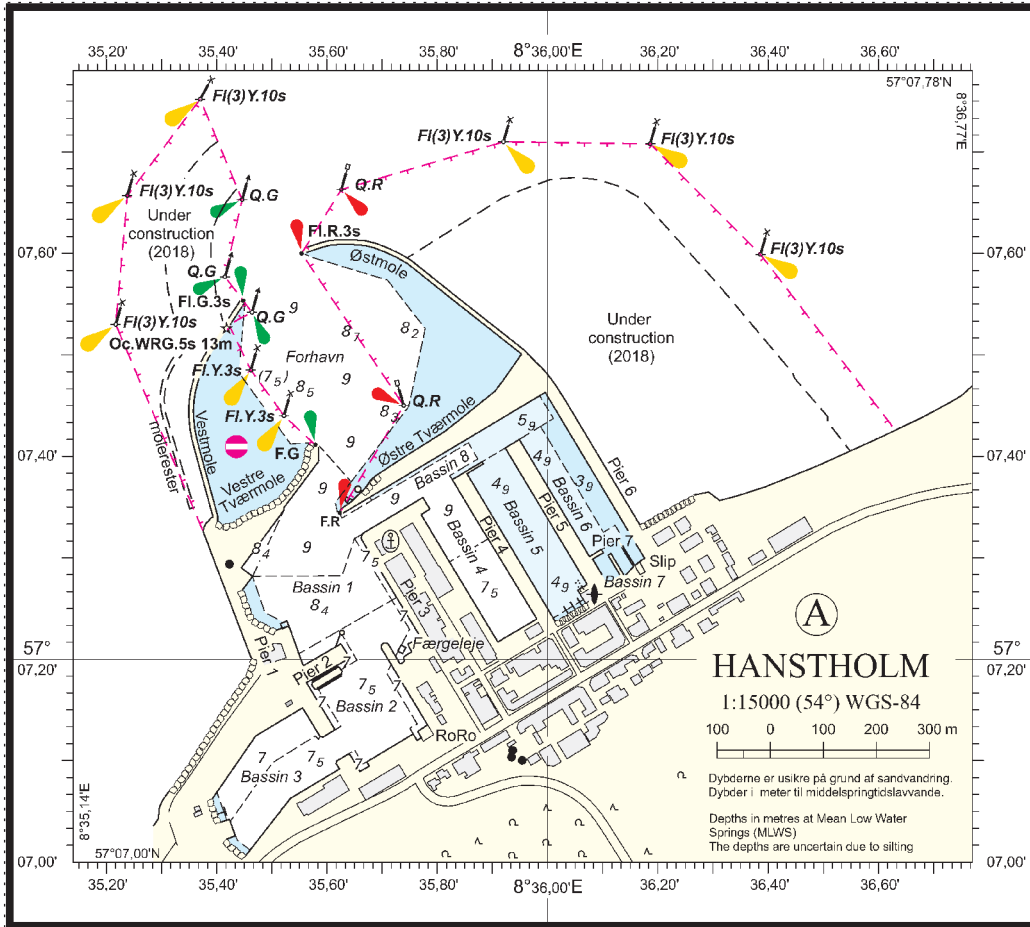 35,20' 35,40' 35,60' 35,80' 8°36,00'E 36,20' 36,40' 36,60'
57°07,78'N
8°36,77'E
Fl(3)Y.10s
Fl(3)Y.10s
Fl(3)Y.10s
Fl(3)Y.10s
Q.G
Q.R
Under
construction
(2018)
Fl.R.3s
07,60'
07,60'
Østmole
Fl(3)Y.10s
Q.G
Fl.G.3s
Q.G
9
8₇
8₂
Fl(3)Y.10s
Oc.WRG.5s 13m
Under
construction
(2018)
Forhavn
Fl.Y.3s
(7₅)
8₅
9
Fl.Y.3s
Q.R
8₃
Vestmole
molerester
F.G
9
Østre Tværmole
5₉
07,40'
07,40'
Vestre
Tværmole
9
Bassin 8
9
F.R
4₉
3₉
4₉
Pier 6
9
8₄
9
7₅
Pier 4
Bassin 5
Pier 5
Bassin 6
Pier 7
Slip
Bassin 1
8₄
Bassin 4
7₅
4₉
Bassin 7
Pier 3
A
Pier 1
Færgeleje
57°
07,20'
57°
07,20'
Pier 2
7₅
7
Bassin 2
HANSTHOLM
1:15000 (54°) WGS-84
100 0 100 200 300 m
RoRo
7
7₅
7
Bassin 3
Dybderne er usikre på grund af sandvandring.
Dybder i meter til middelspringtidslavvande.
Depths in metres at Mean Low Water
Springs (MLWS)
The depths are uncertain due to silting
8°35,14'E
57°07,00'N
07,00'
07,00'
35,20' 35,40' 35,60' 35,80' 8°36,00'E 36,20' 36,40' 36,60'